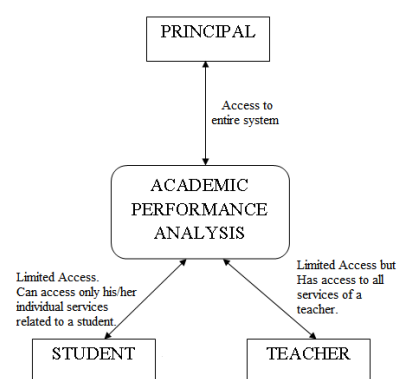 PRINCIPAL
Access to
entire system
ACADEMIC
PERFORMANCE
ANALYSIS
Limited Access.
Can access only his/her
individual services
related to a student.
Limited Access but
Has access to all
services of a
teacher.
STUDENT
TEACHER